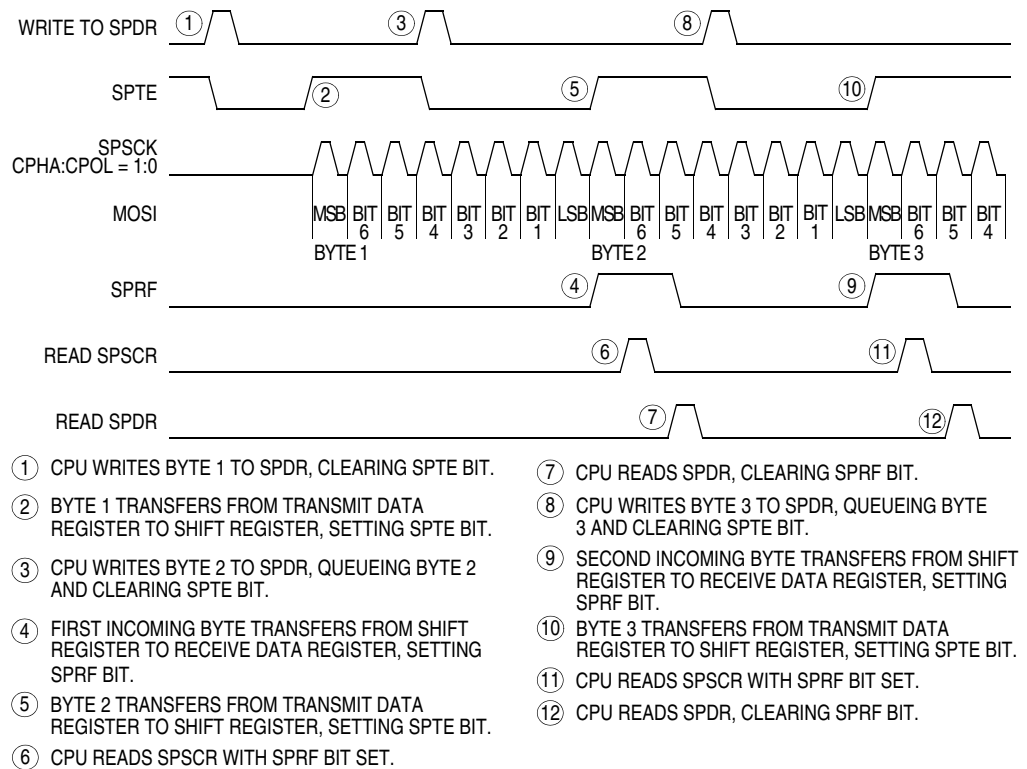 WRITE TO SPDR
1
3
8
SPTE
2
5
10
SPSCK
CPHA:CPOL = 1:0
MOSI
MSB BIT 6 BIT 5 BIT 4 BIT 3 BIT 2 BIT 1 LSB MSB BIT 6 BIT 5 BIT 4 BIT 3 BIT 2 BIT 1 LSB MSB BIT 6 BIT 5 BIT 4
BYTE 1
BYTE 2
BYTE 3
SPRF
4
9
READ SPSCR
6
11
READ SPDR
7
12
1 CPU WRITES BYTE 1 TO SPDR, CLEARING SPTE BIT.
2 BYTE 1 TRANSFERS FROM TRANSMIT DATA
REGISTER TO SHIFT REGISTER, SETTING SPTE BIT.
3 CPU WRITES BYTE 2 TO SPDR, QUEUEING BYTE 2
AND CLEARING SPTE BIT.
4 FIRST INCOMING BYTE TRANSFERS FROM SHIFT
REGISTER TO RECEIVE DATA REGISTER, SETTING
SPRF BIT.
5 BYTE 2 TRANSFERS FROM TRANSMIT DATA
REGISTER TO SHIFT REGISTER, SETTING SPTE BIT.
6 CPU READS SPSCR WITH SPRF BIT SET.
7 CPU READS SPDR, CLEARING SPRF BIT.
8 CPU WRITES BYTE 3 TO SPDR, QUEUEING BYTE
3 AND CLEARING SPTE BIT.
9 SECOND INCOMING BYTE TRANSFERS FROM SHIFT
REGISTER TO RECEIVE DATA REGISTER, SETTING
SPRF BIT.
10 BYTE 3 TRANSFERS FROM TRANSMIT DATA
REGISTER TO SHIFT REGISTER, SETTING SPTE BIT.
11 CPU READS SPSCR WITH SPRF BIT SET.
12 CPU READS SPDR, CLEARING SPRF BIT.